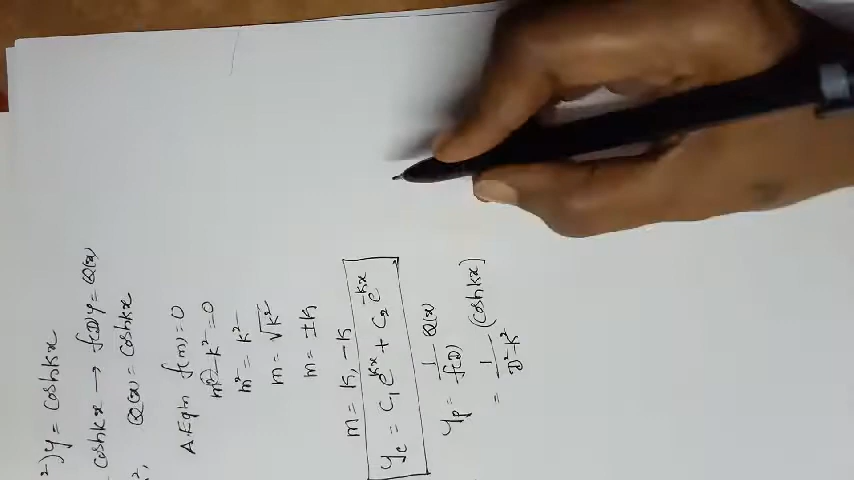 ²)y = coshkx
coshkx → f(D)y = Q(x)
², Q(x) = coshkx
A.Eqn f(m)=0
m²-k²=0
m² = k²
m = √k²
m = ±k
m = k, -k
y_c = c₁e^{kx} + c₂e^{-kx}
y_p = 1/f(D) Q(x)
= 1/D²-k² (coshkx)